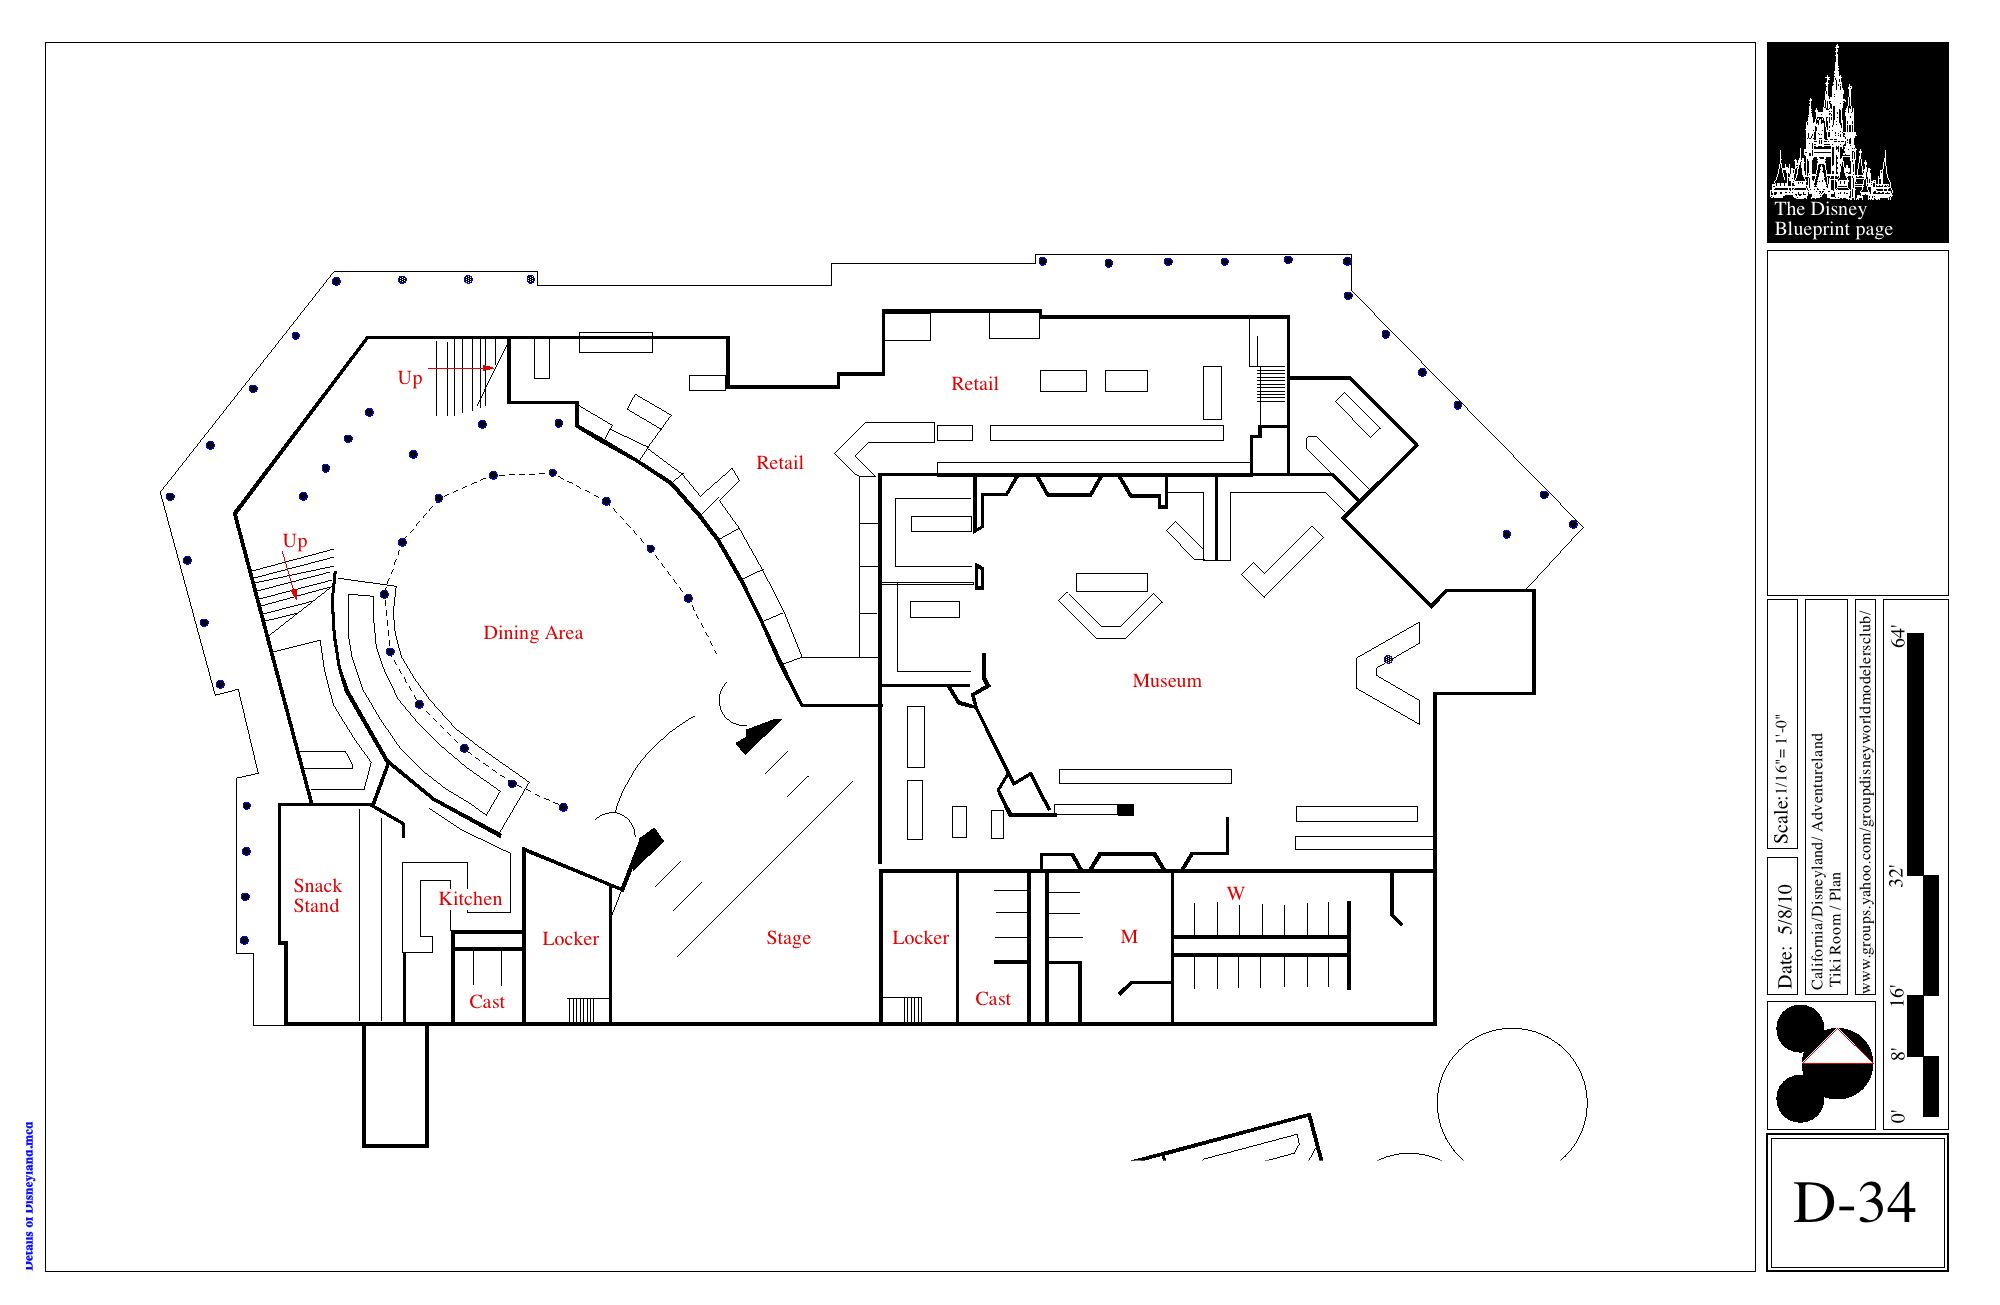 The Disney
Blueprint page
Up
Retail
Retail
Up
Dining Area
Museum
Snack
Stand
Kitchen
Locker
Stage
Locker
W
M
Cast
Cast
Scale:1/16"= 1'-0"
Date: 5/8/10
California/Disneyland/ Adventureland
Tiki Room / Plan
www.groups.yahoo.com/groupdisneyworldmodelersclub/
64'
32'
16'
8'
0'
D-34
Details of Disneyland.mcd